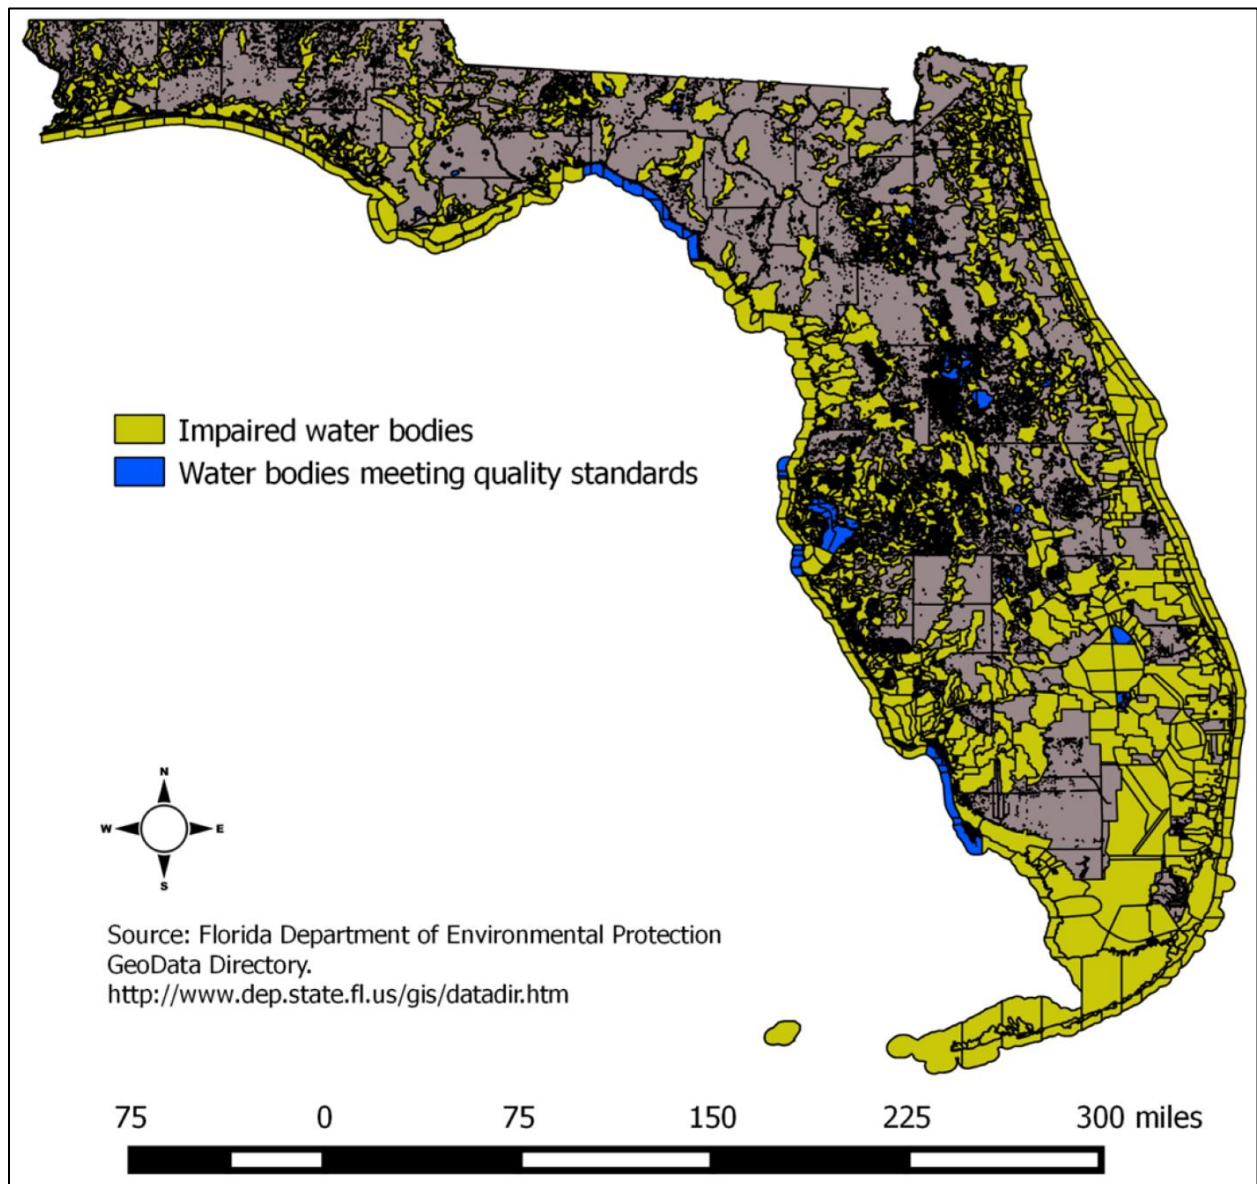 Impaired water bodies
Water bodies meeting quality standards
N
W E
S
Source: Florida Department of Environmental Protection
GeoData Directory.
http://www.dep.state.fl.us/gis/datadir.htm
75 0 75 150 225 300 miles